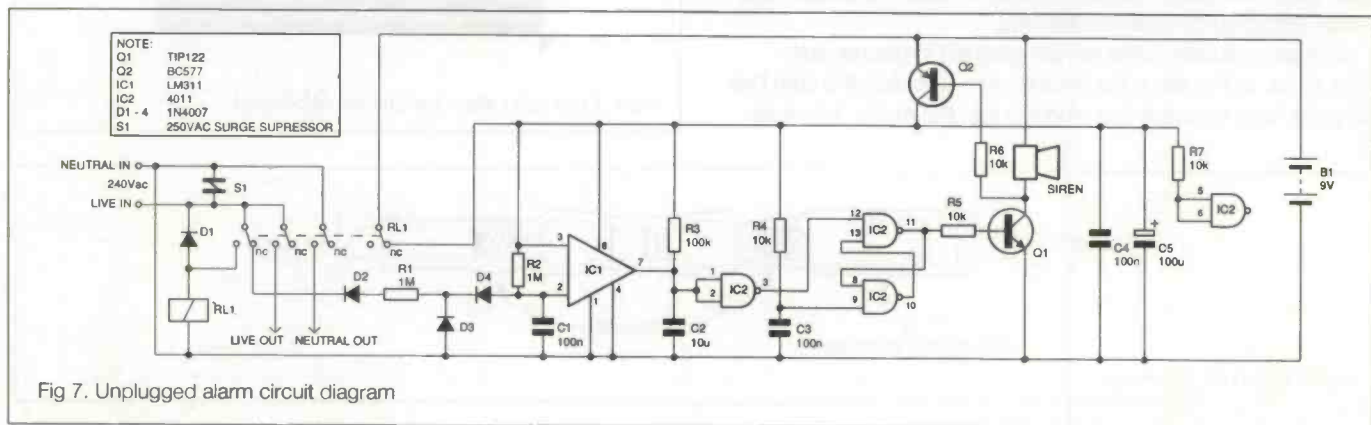 NOTE:
Q1 TIP122
Q2 BC577
IC1 LM311
IC2 4011
D1 - 4 1N4007
S1 250VAC SURGE SUPRESSOR
NEUTRAL IN
240Vac
LIVE IN
S1
D1
RL1
nc
nc
nc
RL1
nc
LIVE OUT
NEUTRAL OUT
D2
R1
1M
D3
D4
R2
1M
C1
100n
3
2
IC1
8
7
1
4
R3
100k
C2
10u
1
2
IC2
3
R4
10k
C3
100n
12
13
IC2
11
8
9
IC2
10
R5
10k
Q2
R6
10k
SIREN
Q1
C4
100n
C5
100u
+
R7
10k
5
6
IC2
B1
9V
Fig 7. Unplugged alarm circuit diagram